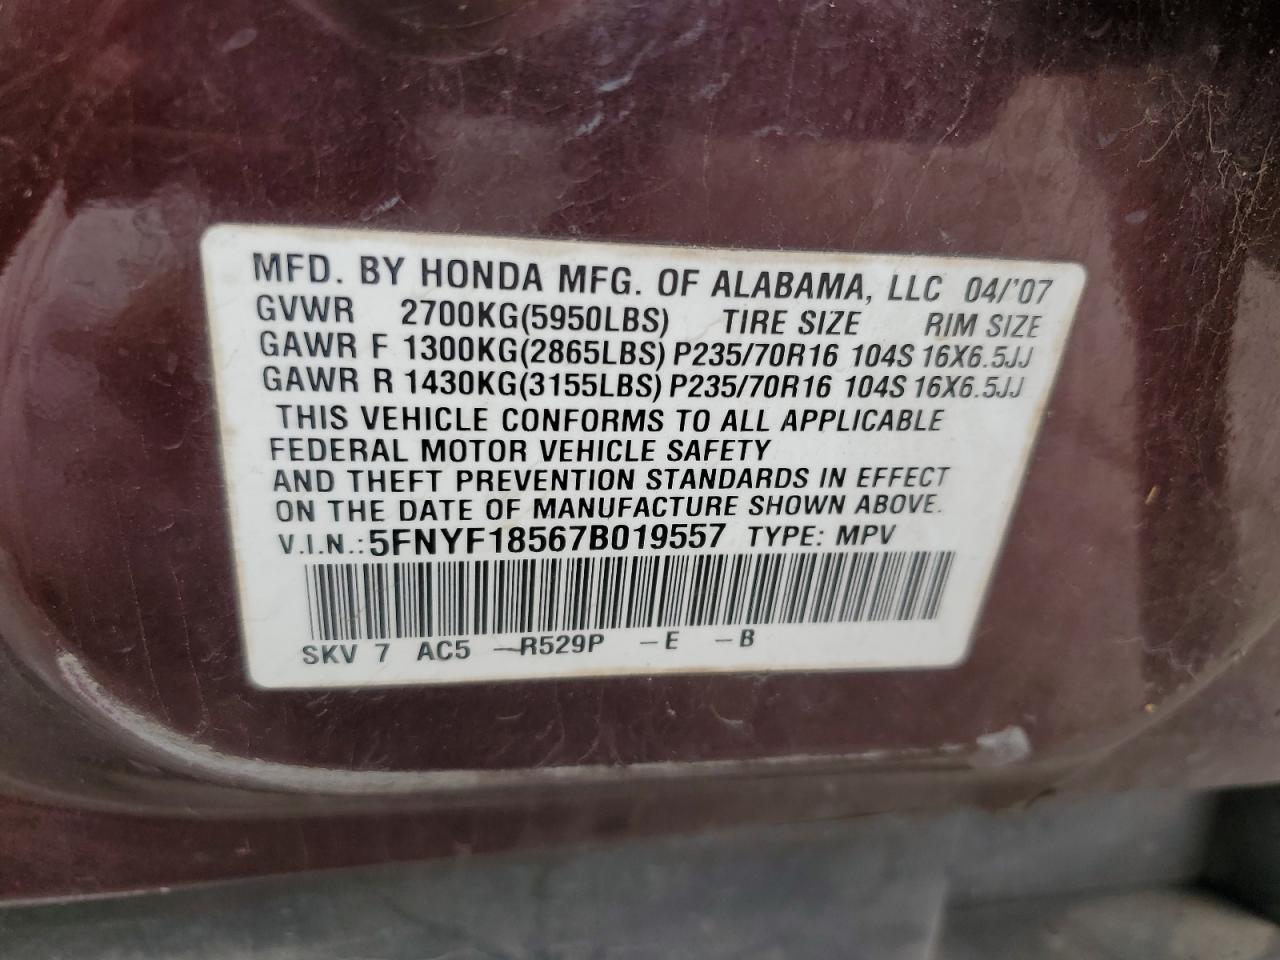 MFD. BY HONDA MFG. OF ALABAMA, LLC 04/'07
GVWR 2700KG(5950LBS) TIRE SIZE RIM SIZE
GAWR F 1300KG(2865LBS) P235/70R16 104S 16X6.5JJ
GAWR R 1430KG(3155LBS) P235/70R16 104S 16X6.5JJ
THIS VEHICLE CONFORMS TO ALL APPLICABLE
FEDERAL MOTOR VEHICLE SAFETY
AND THEFT PREVENTION STANDARDS IN EFFECT
ON THE DATE OF MANUFACTURE SHOWN ABOVE.
V.I.N.: 5FNYF18567B019557 TYPE: MPV
SKV 7 AC5 —R529P —E —B